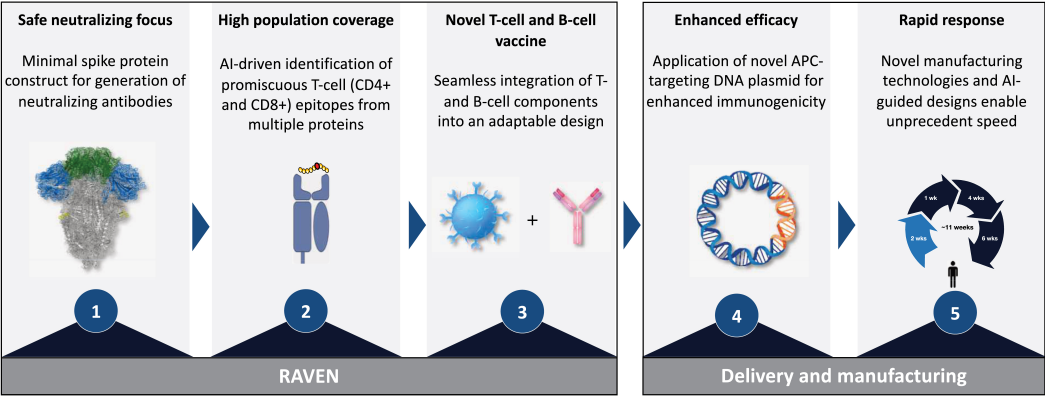 Safe neutralizing focus
Minimal spike protein
construct for generation of
neutralizing antibodies
1
High population coverage
AI-driven identification of
promiscuous T-cell (CD4+
and CD8+) epitopes from
multiple proteins
2
Novel T-cell and B-cell
vaccine
Seamless integration of T-
and B-cell components
into an adaptable design
+
3
RAVEN
Enhanced efficacy
Application of novel APC-
targeting DNA plasmid for
enhanced immunogenicity
4
Rapid response
Novel manufacturing
technologies and AI-
guided designs enable
unprecedent speed
1 wk
4 wks
~11 weeks
2 wks
6 wks
5
Delivery and manufacturing